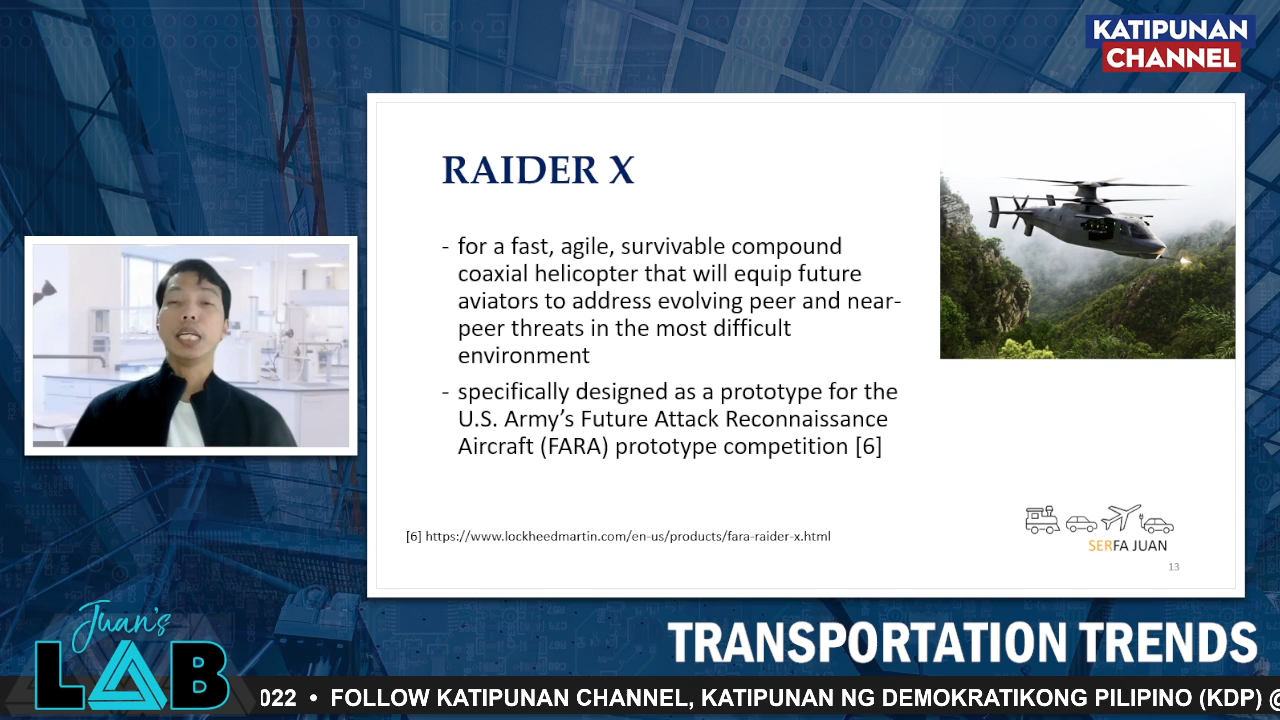 KATIPUNAN
CHANNEL
RAIDER X
- for a fast, agile, survivable compound
coaxial helicopter that will equip future
aviators to address evolving peer and near-
peer threats in the most difficult
environment
- specifically designed as a prototype for the
U.S. Army’s Future Attack Reconnaissance
Aircraft (FARA) prototype competition [6]
[6] https://www.lockheedmartin.com/en-us/products/fara-raider-x.html
SERFA JUAN
13
Juan's
LAB
TRANSPORTATION TRENDS
022 • FOLLOW KATIPUNAN CHANNEL, KATIPUNAN NG DEMOKRATIKONG PILIPINO (KDP) @